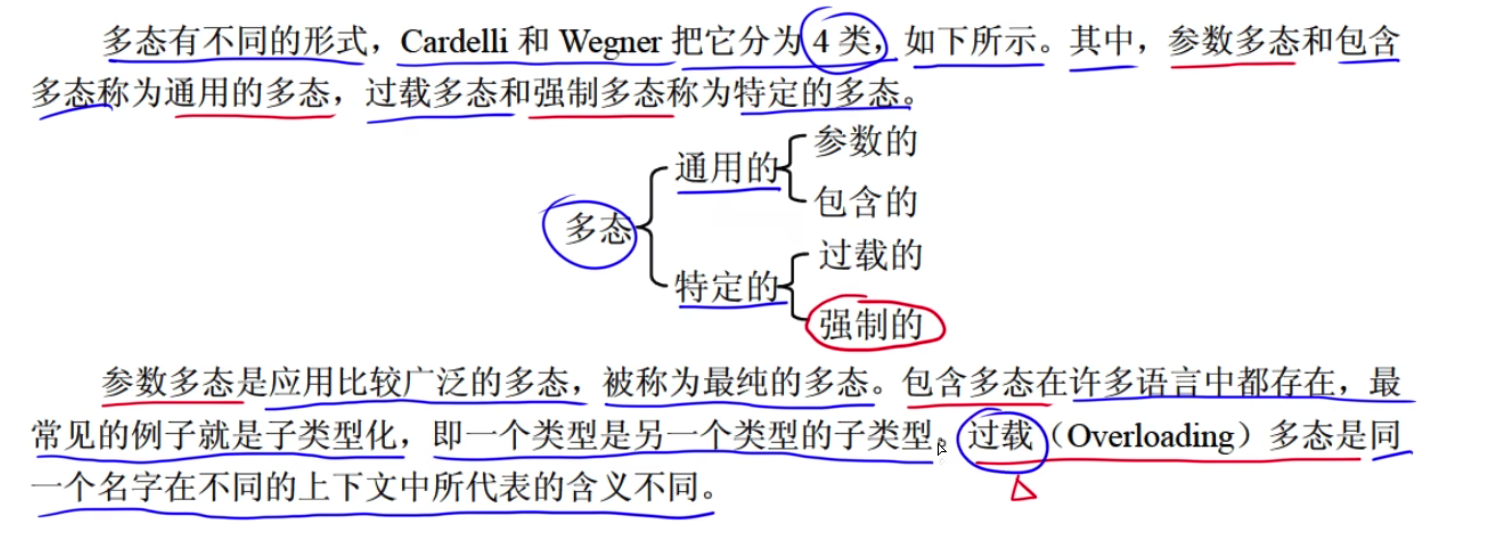 多态有不同的形式，Cardelli 和 Wegner 把它分为 4 类，如下所示。其中，参数多态和包含
多态称为通用的多态，过载多态和强制多态称为特定的多态。
参数的
通用的
包含的
多态
过载的
特定的
强制的
参数多态是应用比较广泛的多态，被称为最纯的多态。包含多态在许多语言中都存在，最
常见的例子就是子类型化，即一个类型是另一个类型的子类型。过载（Overloading）多态是同
一个名字在不同的上下文中所代表的含义不同。